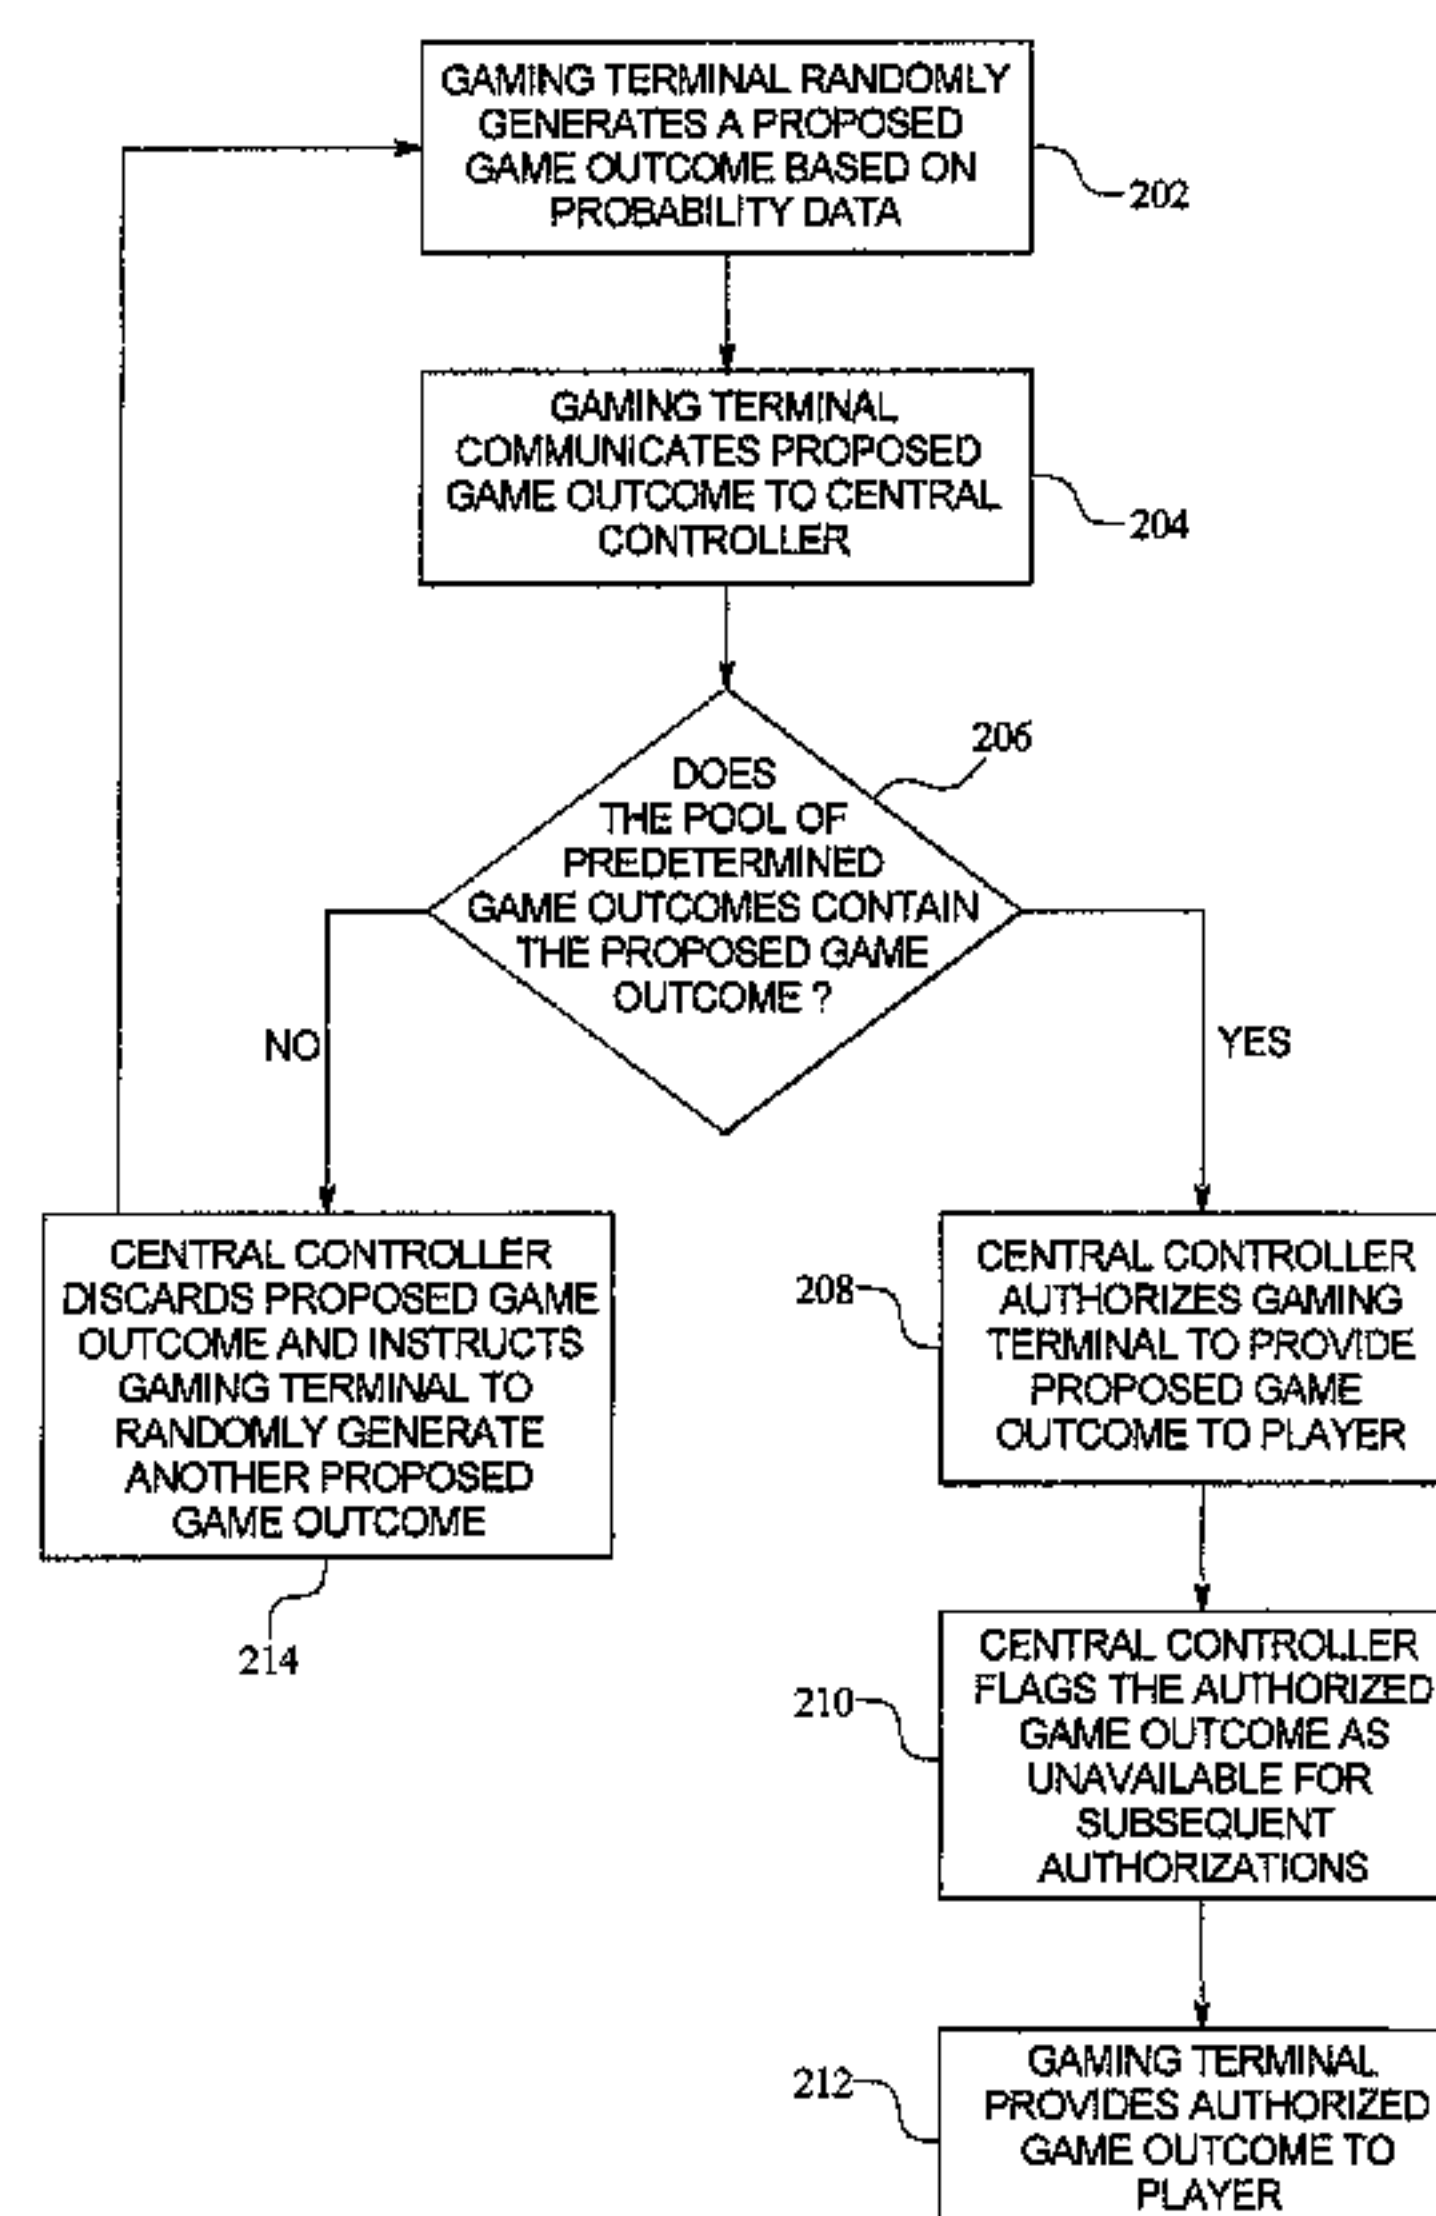 GAMING TERMINAL RANDOMLY
GENERATES A PROPOSED
GAME OUTCOME BASED ON
PROBABILITY DATA
202
GAMING TERMINAL
COMMUNICATES PROPOSED
GAME OUTCOME TO CENTRAL
CONTROLLER
204
206
DOES
THE POOL OF
PREDETERMINED
GAME OUTCOMES CONTAIN
THE PROPOSED GAME
OUTCOME ?
NO
YES
CENTRAL CONTROLLER
DISCARDS PROPOSED GAME
OUTCOME AND INSTRUCTS
GAMING TERMINAL TO
RANDOMLY GENERATE
ANOTHER PROPOSED
GAME OUTCOME
214
208
CENTRAL CONTROLLER
AUTHORIZES GAMING
TERMINAL TO PROVIDE
PROPOSED GAME
OUTCOME TO PLAYER
210
CENTRAL CONTROLLER
FLAGS THE AUTHORIZED
GAME OUTCOME AS
UNAVAILABLE FOR
SUBSEQUENT
AUTHORIZATIONS
212
GAMING TERMINAL
PROVIDES AUTHORIZED
GAME OUTCOME TO
PLAYER